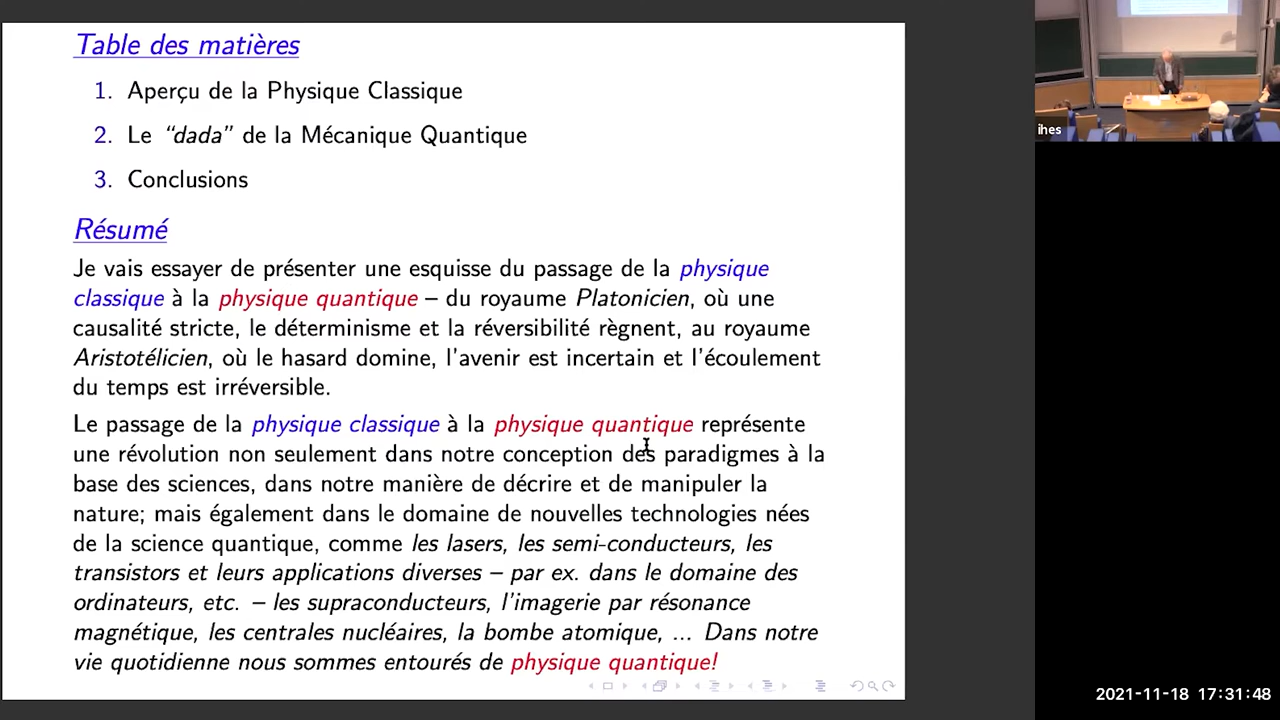 Table des matières
1. Aperçu de la Physique Classique
2. Le “dada” de la Mécanique Quantique
3. Conclusions
Résumé
Je vais essayer de présenter une esquisse du passage de la physique
classique à la physique quantique – du royaume Platonicien, où une
causalité stricte, le déterminisme et la réversibilité règnent, au royaume
Aristotélicien, où le hasard domine, l'avenir est incertain et l'écoulement
du temps est irréversible.
Le passage de la physique classique à la physique quantique représente
une révolution non seulement dans notre conception des paradigmes à la
base des sciences, dans notre manière de décrire et de manipuler la
nature; mais également dans le domaine de nouvelles technologies nées
de la science quantique, comme les lasers, les semi-conducteurs, les
transistors et leurs applications diverses – par ex. dans le domaine des
ordinateurs, etc. – les supraconducteurs, l'imagerie par résonance
magnétique, les centrales nucléaires, la bombe atomique, ... Dans notre
vie quotidienne nous sommes entourés de physique quantique!
ihes
2021-11-18 17:31:48